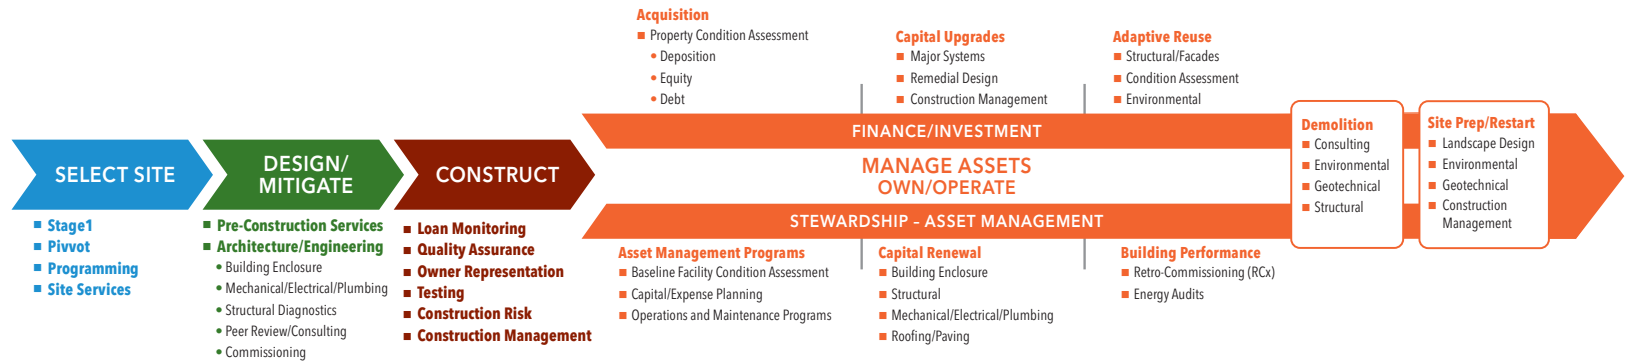 SELECT SITE
Stage1
Pivvot
Programming
Site Services
DESIGN/
MITIGATE
Pre-Construction Services
Architecture/Engineering
Building Enclosure
Mechanical/Electrical/Plumbing
Structural Diagnostics
Peer Review/Consulting
Commissioning
CONSTRUCT
Loan Monitoring
Quality Assurance
Owner Representation
Testing
Construction Risk
Construction Management
Acquisition
Property Condition Assessment
Deposition
Equity
Debt
Capital Upgrades
Major Systems
Remedial Design
Construction Management
Adaptive Reuse
Structural/Facades
Condition Assessment
Environmental
FINANCE/INVESTMENT
MANAGE ASSETS
OWN/OPERATE
STEWARDSHIP – ASSET MANAGEMENT
Asset Management Programs
Baseline Facility Condition Assessment
Capital/Expense Planning
Operations and Maintenance Programs
Capital Renewal
Building Enclosure
Structural
Mechanical/Electrical/Plumbing
Roofing/Paving
Building Performance
Retro-Commissioning (RCx)
Energy Audits
Demolition
Consulting
Environmental
Geotechnical
Structural
Site Prep/Restart
Landscape Design
Environmental
Geotechnical
Construction
Management